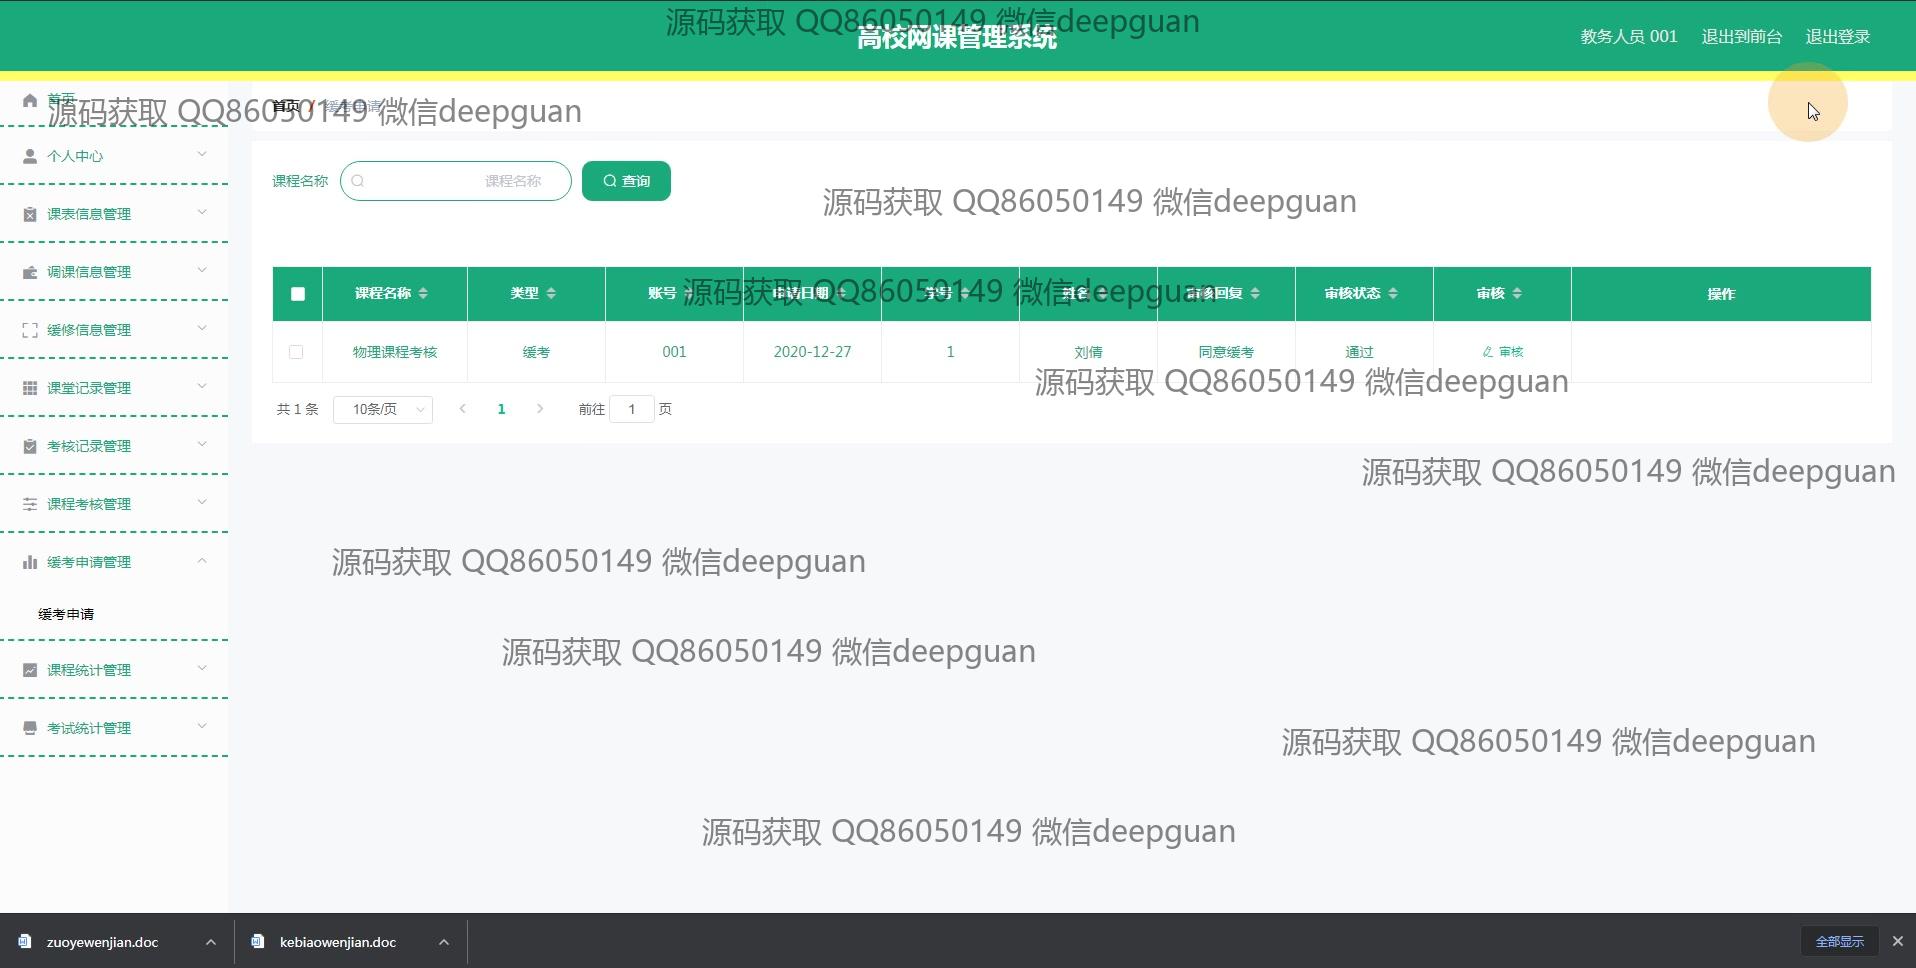 源码获取 QQ86050149 微信deepguan
高校网课管理系统
教务人员 001 退出到前台 退出登录
首页
源码获取 QQ86050149 微信deepguan
首页 / 缓考申请
个人中心
课表信息管理
调课信息管理
缓修信息管理
课堂记录管理
考核记录管理
课程考核管理
缓考申请管理
缓考申请
课程统计管理
考试统计管理
课程名称 课程名称 查询
源码获取 QQ86050149 微信deepguan
课程名称 类型 账号 申请日期 学号 姓名 审核回复 审核状态 审核 操作
源码获取 QQ86050149 微信deepguan
物理课程考核 缓考 001 2020-12-27 1 刘倩 同意缓考 通过 审核
源码获取 QQ86050149 微信deepguan
共 1 条 10条/页 1 前往 1 页
源码获取 QQ86050149 微信deepguan
源码获取 QQ86050149 微信deepguan
源码获取 QQ86050149 微信deepguan
源码获取 QQ86050149 微信deepguan
源码获取 QQ86050149 微信deepguan
zuoyewenjian.doc kebiaowenjian.doc 全部显示